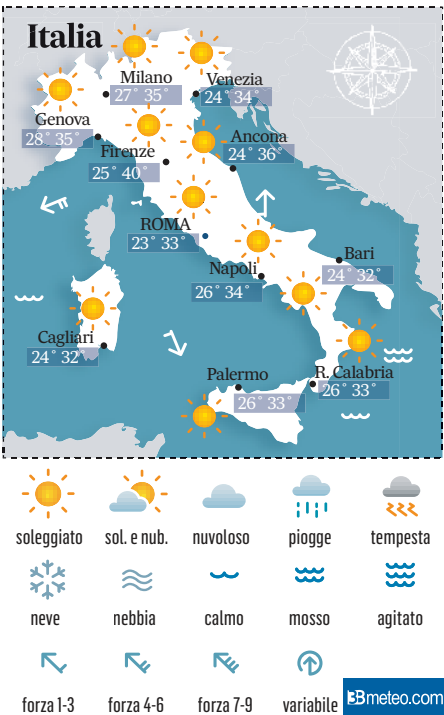 Italia
Milano
27° 35°
Venezia
24° 34°
Genova
28° 35°
Ancona
24° 36°
Firenze
25° 40°
ROMA
23° 33°
Bari
24° 32°
Napoli
26° 34°
Cagliari
24° 32°
Palermo
26° 33°
R. Calabria
26° 33°
soleggiato sol. e nub. nuvoloso piogge tempesta
neve nebbia calmo mosso agitato
forza 1-3 forza 4-6 forza 7-9 variabile
3Bmeteo.com